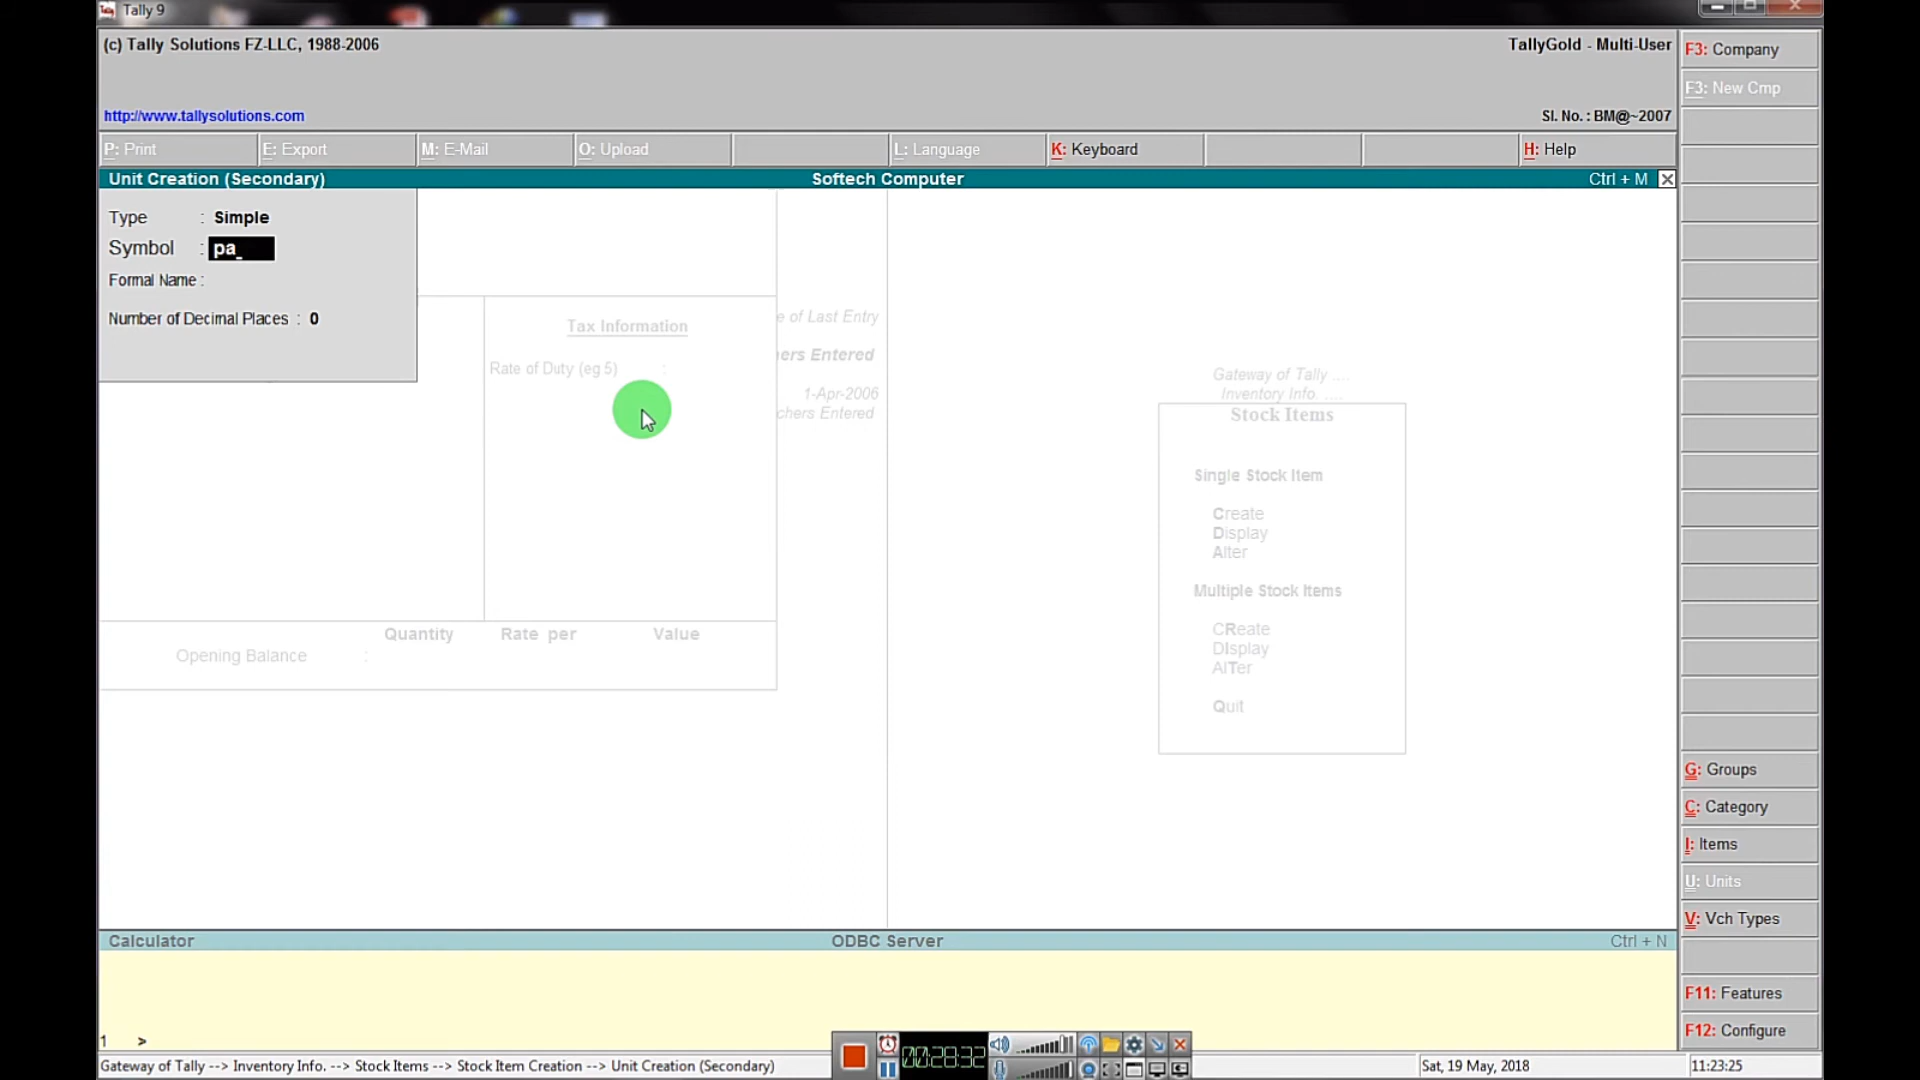 Tally 9
(c) Tally Solutions FZ-LLC, 1988-2006
TallyGold - Multi-User
http://www.tallysolutions.com
Sl. No. : BM@~2007
P: Print
E: Export
M: E-Mail
O: Upload
L: Language
K: Keyboard
H: Help
Unit Creation (Secondary)
Softech Computer
Ctrl + M
Type : Simple
Symbol : pa_
Formal Name :
Number of Decimal Places : 0
Tax Information
Rate of Duty (eg 5) :
e of Last Entry
ers Entered
1-Apr-2006
chers Entered
Quantity Rate per Value
Opening Balance :
Gateway of Tally ....
Inventory Info. ....
Stock Items
Single Stock Item
Create
Display
Alter
Multiple Stock Items
CReate
DIsplay
AlTer
Quit
F3: Company
F3: New Cmp
G: Groups
C: Category
I: Items
U: Units
V: Vch Types
F11: Features
F12: Configure
Calculator
ODBC Server
Ctrl + N
1 >
00:28:32
Gateway of Tally --> Inventory Info. --> Stock Items --> Stock Item Creation --> Unit Creation (Secondary)
Sat, 19 May, 2018
11:23:25